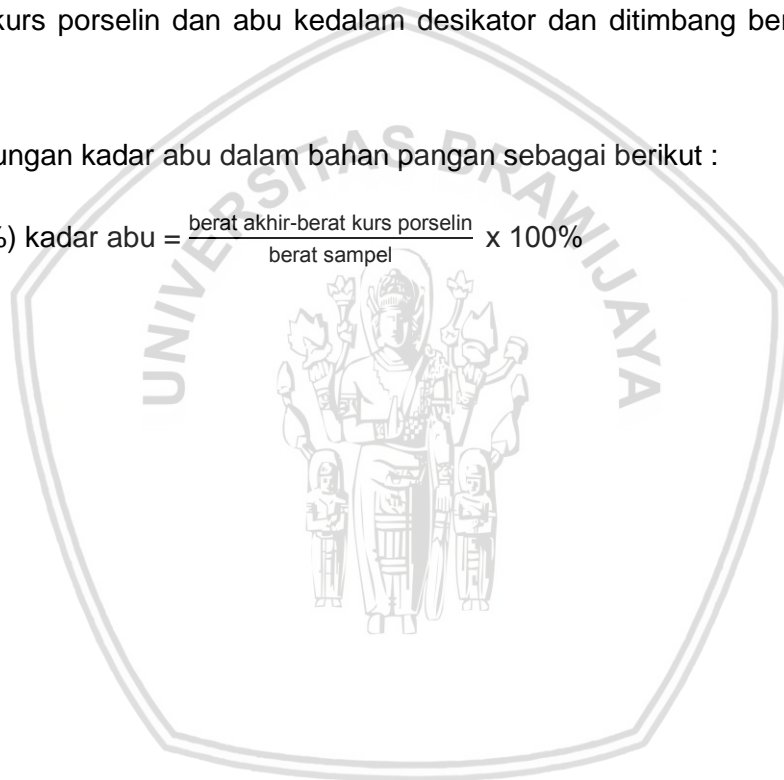 kurs porselin dan abu kedalam desikator dan ditimbang ber
ungan kadar abu dalam bahan pangan sebagai berikut :
%) kadar abu = berat akhir-berat kurs porselin / berat sampel x 100%
UNIVERSITAS BRAWIJAYA